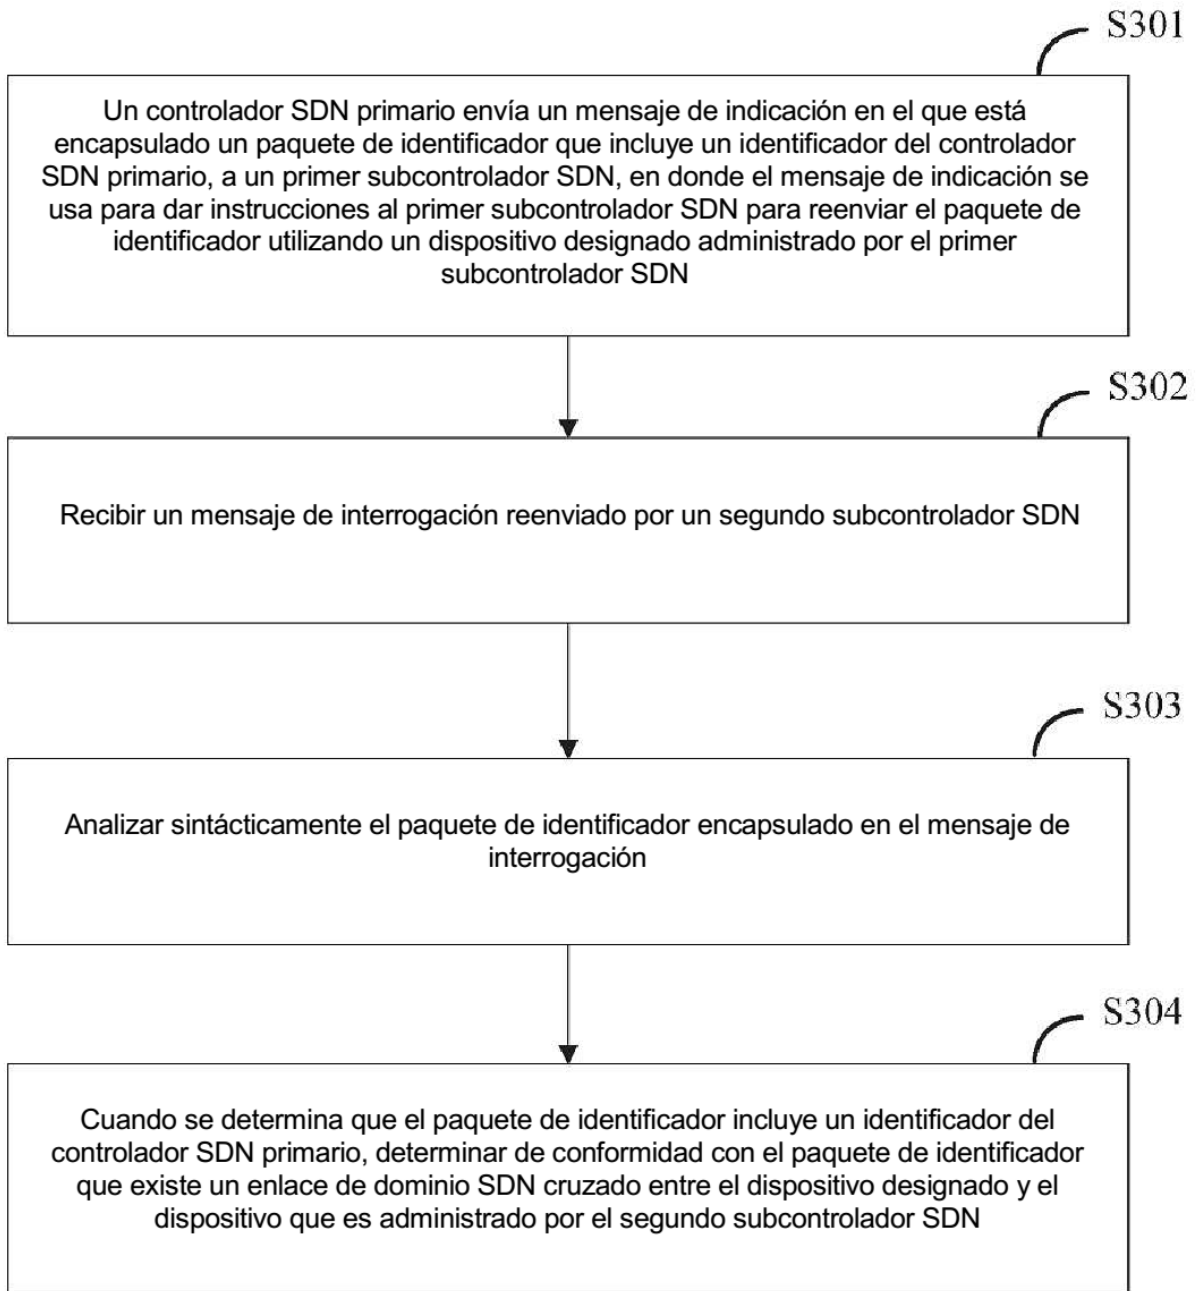 S301
Un controlador SDN primario envía un mensaje de indicación en el que está
encapsulado un paquete de identificador que incluye un identificador del controlador
SDN primario, a un primer subcontrolador SDN, en donde el mensaje de indicación se
usa para dar instrucciones al primer subcontrolador SDN para reenviar el paquete de
identificador utilizando un dispositivo designado administrado por el primer
subcontrolador SDN
S302
Recibir un mensaje de interrogación reenviado por un segundo subcontrolador SDN
S303
Analizar sintácticamente el paquete de identificador encapsulado en el mensaje de
interrogación
S304
Cuando se determina que el paquete de identificador incluye un identificador del
controlador SDN primario, determinar de conformidad con el paquete de identificador
que existe un enlace de dominio SDN cruzado entre el dispositivo designado y el
dispositivo que es administrado por el segundo subcontrolador SDN